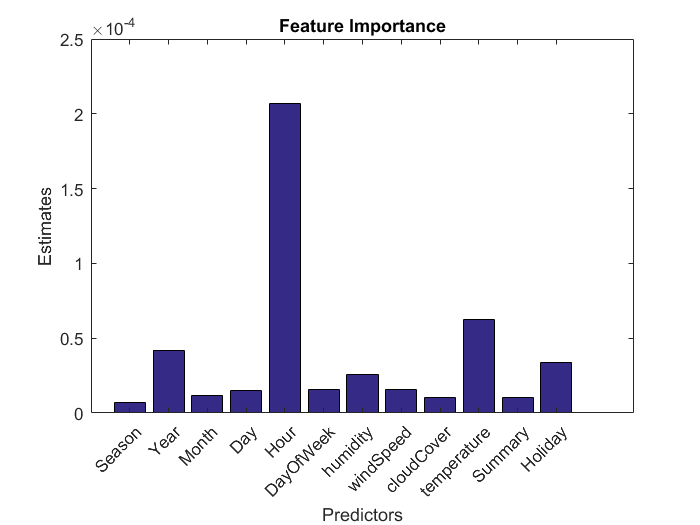 Feature Importance
×10-4
2.5
2
1.5
1
0.5
0
Estimates
Season
Year
Month
Day
Hour
DayOfWeek
humidity
windSpeed
cloudCover
temperature
Summary
Holiday
Predictors